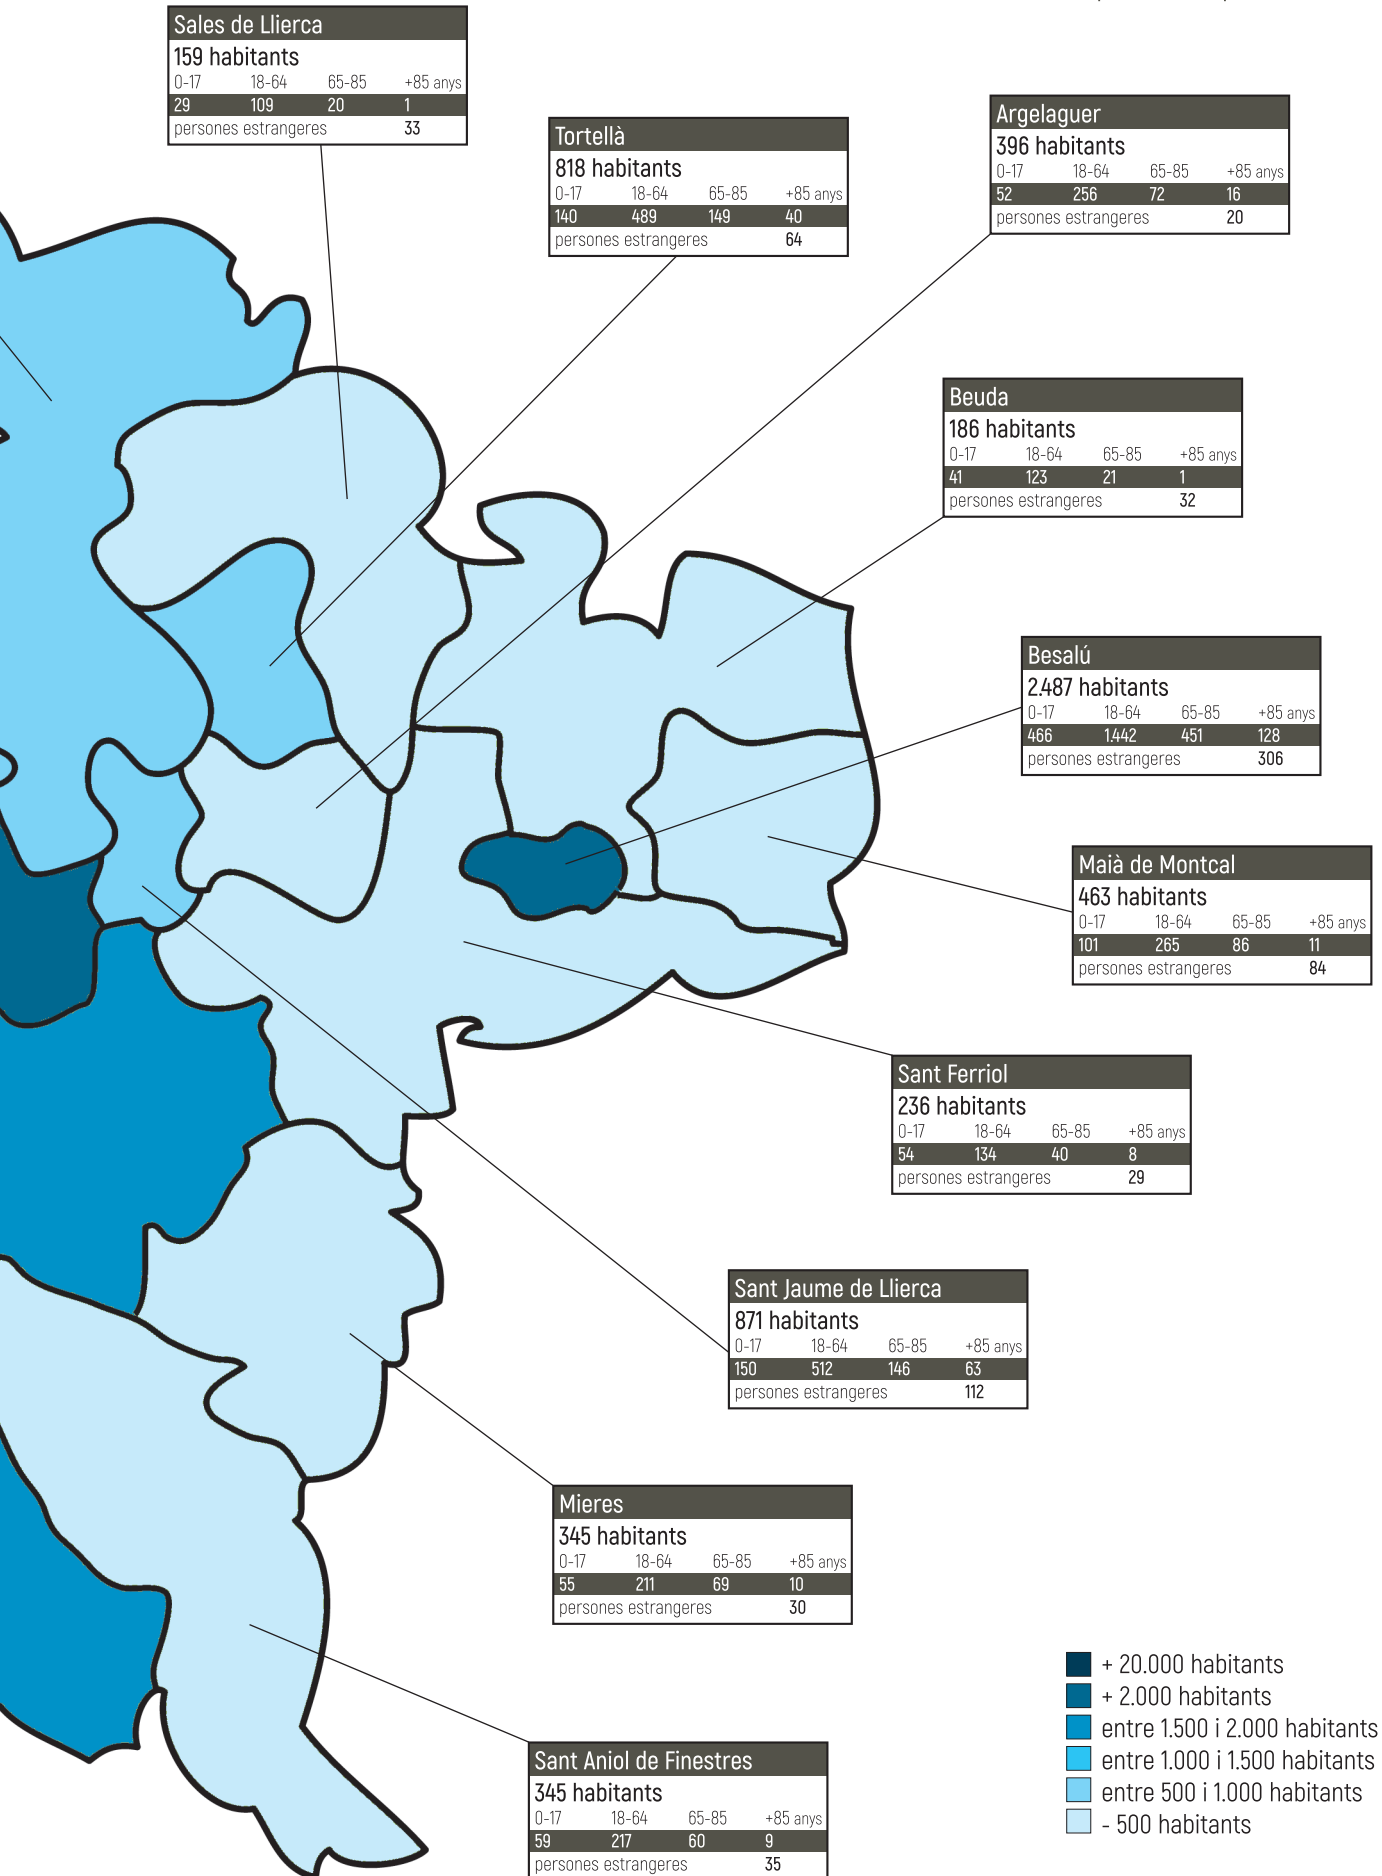 Sales de Llierca
159 habitants
0-17 18-64 65-85 +85 anys
29 109 20 1
persones estrangeres 33
Tortellà
818 habitants
0-17 18-64 65-85 +85 anys
140 489 149 40
persones estrangeres 64
Argelaguer
396 habitants
0-17 18-64 65-85 +85 anys
52 256 72 16
persones estrangeres 20
Beuda
186 habitants
0-17 18-64 65-85 +85 anys
41 123 21 1
persones estrangeres 32
Besalú
2.487 habitants
0-17 18-64 65-85 +85 anys
466 1.442 451 128
persones estrangeres 306
Maià de Montcal
463 habitants
0-17 18-64 65-85 +85 anys
101 265 86 11
persones estrangeres 84
Sant Ferriol
236 habitants
0-17 18-64 65-85 +85 anys
54 134 40 8
persones estrangeres 29
Sant Jaume de Llierca
871 habitants
0-17 18-64 65-85 +85 anys
150 512 146 63
persones estrangeres 112
Mieres
345 habitants
0-17 18-64 65-85 +85 anys
55 211 69 10
persones estrangeres 30
Sant Aniol de Finestres
345 habitants
0-17 18-64 65-85 +85 anys
59 217 60 9
persones estrangeres 35
+ 20.000 habitants
+ 2.000 habitants
entre 1.500 i 2.000 habitants
entre 1.000 i 1.500 habitants
entre 500 i 1.000 habitants
- 500 habitants